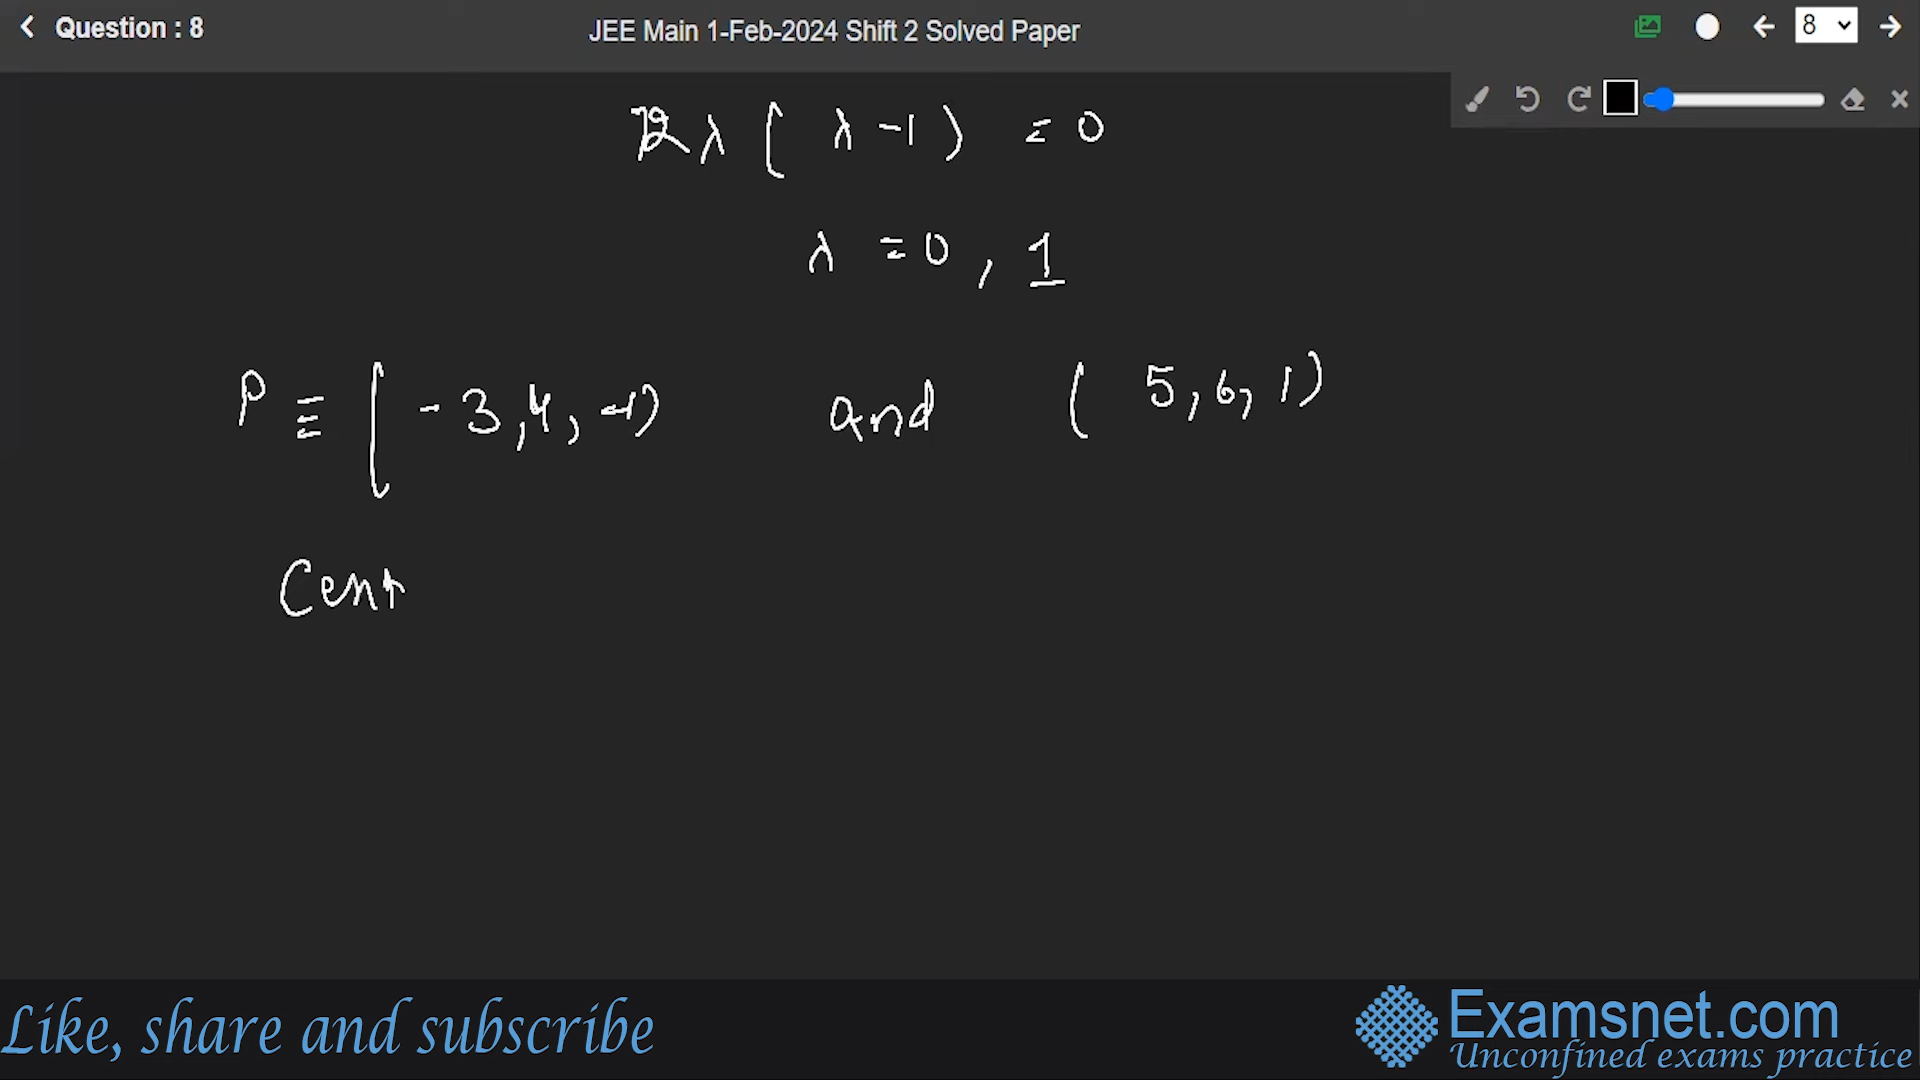 Question : 8
JEE Main 1-Feb-2024 Shift 2 Solved Paper
8
λ ( λ -1 ) = 0
λ = 0 , 1
P ≡ ( -3, 4, -1) and ( 5, 6, 1)
Cent
Like, share and subscribe
Examsnet.com
Unconfined exams practice